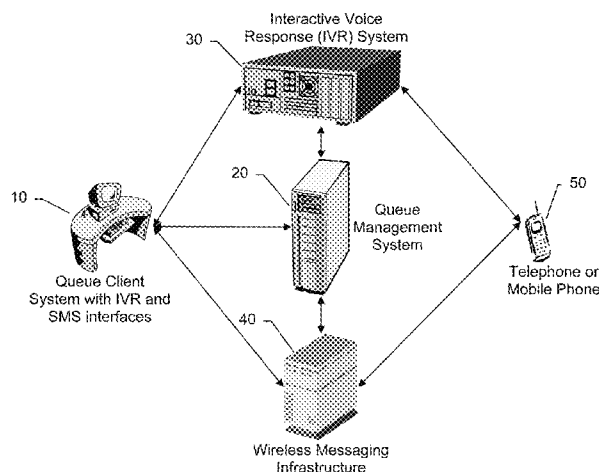 Interactive Voice
Response (IVR) System
30
20
10
50
Queue
Management
System
Queue Client
System with IVR and
SMS interfaces
Telephone or
Mobile Phone
40
Wireless Messaging
Infrastructure